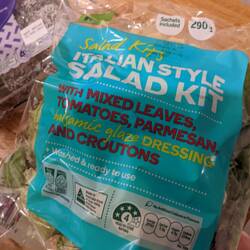 Salad Kits
Sachets
included
290g
ITALIAN STYLE
SALAD KIT
WITH MIXED LEAVES,
TOMATOES, PARMESAN,
balsamic glaze DRESSING
AND CROUTONS
Washed & ready to use
4